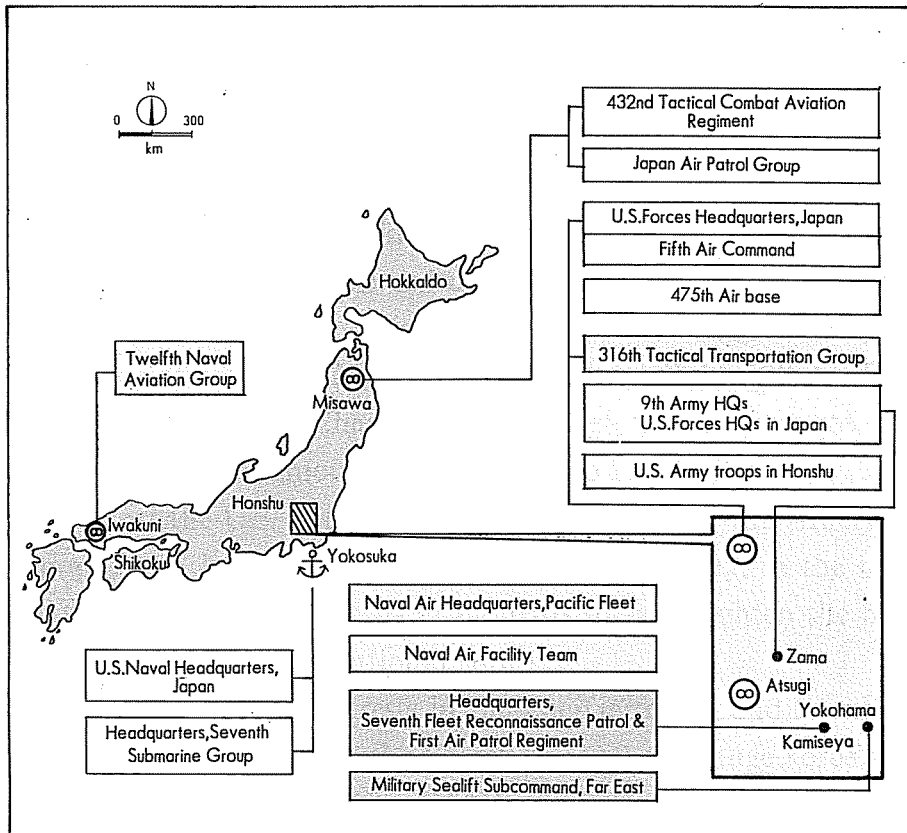 N
0 300
km
432nd Tactical Combat Aviation
Regiment
Japan Air Patrol Group
U.S.Forces Headquarters,Japan
Fifth Air Command
475th Air base
316th Tactical Transportation Group
9th Army HQs
U.S.Forces HQs in Japan
U.S. Army troops in Honshu
Hokkaldo
Twelfth Naval
Aviation Group
Misawa
Honshu
Iwakuni
Shikoku
Yokosuka
Naval Air Headquarters,Pacific Fleet
Naval Air Facility Team
U.S.Naval Headquarters,
Japan
Headquarters,Seventh
Submarine Group
Headquarters,
Seventh Fleet Reconnaissance Patrol &
First Air Patrol Regiment
Military Sealift Subcommand, Far East
Zama
Atsugi
Yokohama
Kamiseya